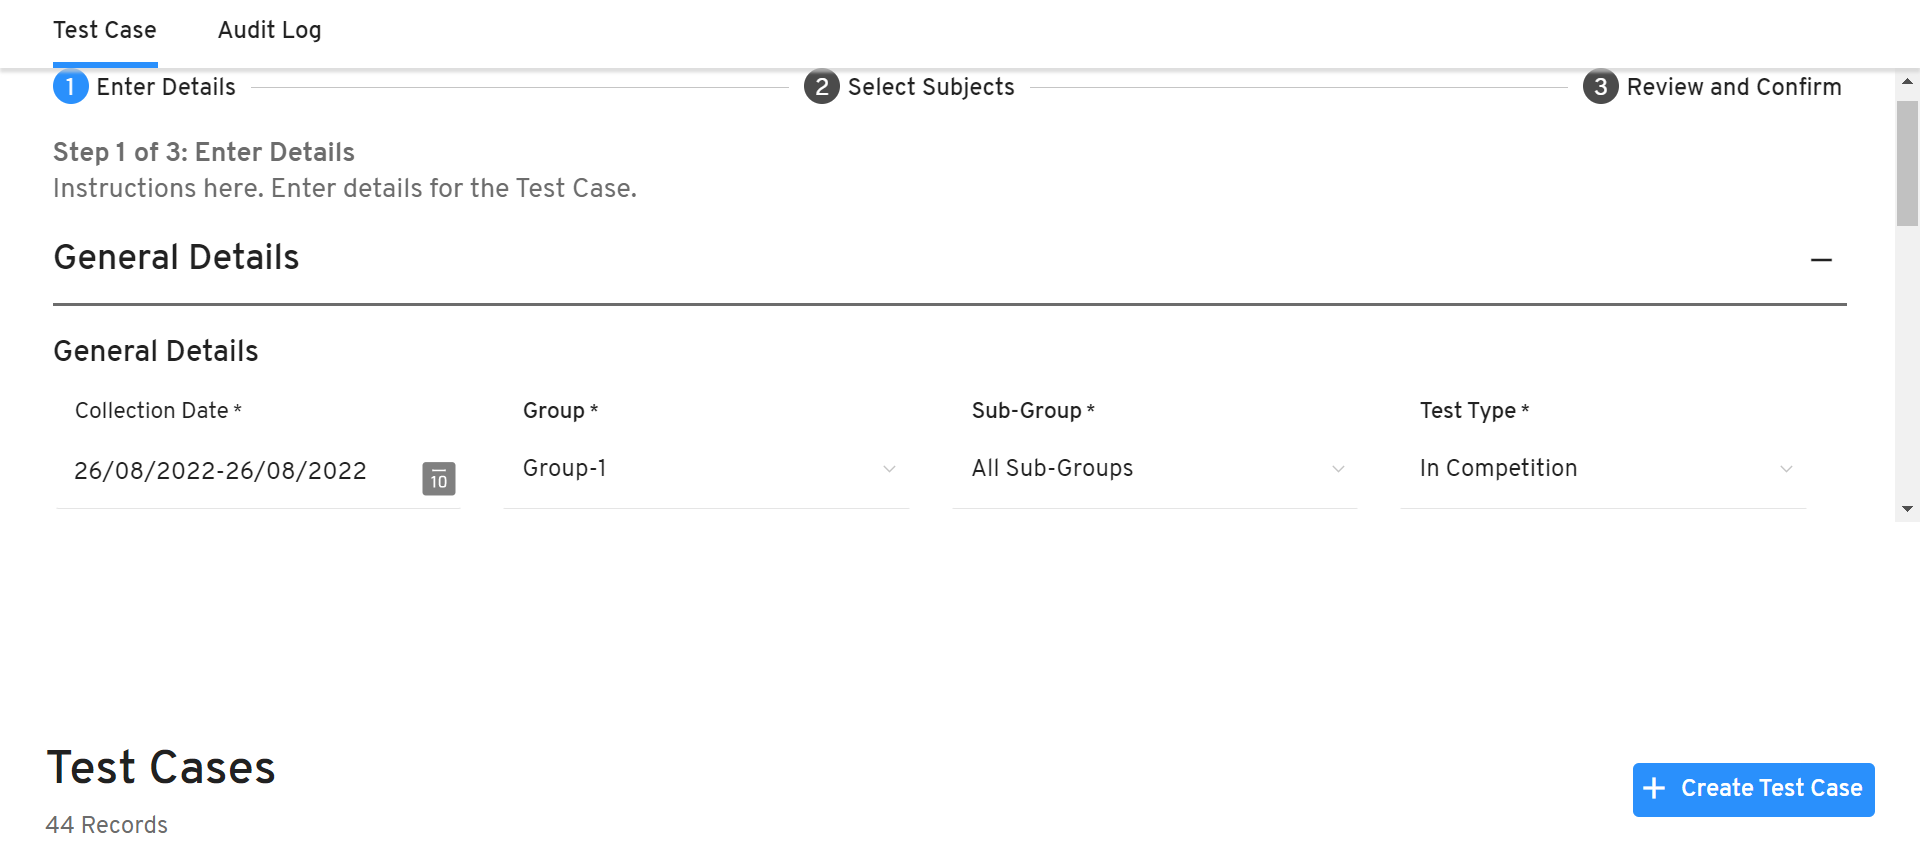 Test Case Audit Log
1 Enter Details 2 Select Subjects 3 Review and Confirm
Step 1 of 3: Enter Details
Instructions here. Enter details for the Test Case.
General Details
General Details
Collection Date * Group * Sub-Group * Test Type *
26/08/2022-26/08/2022 10 Group-1 All Sub-Groups In Competition
Test Cases
+ Create Test Case
44 Records